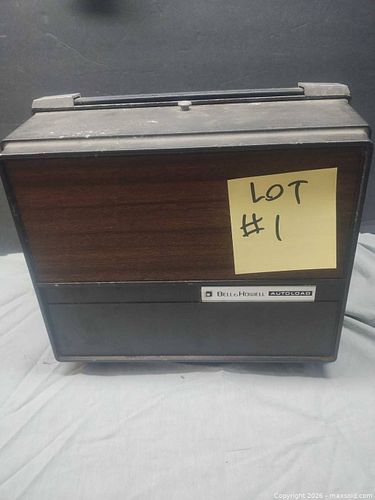 LOT
#1
BELL & HOWELL AUTOLOAD
Copyright 2026 - maxsold.com